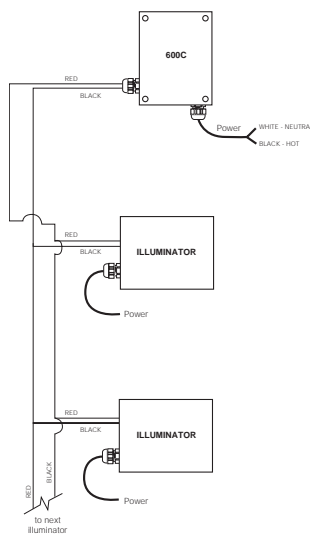 600C
RED
BLACK
Power
WHITE - NEUTRA
BLACK - HOT
RED
BLACK
ILLUMINATOR
Power
RED
BLACK
ILLUMINATOR
RED
BLACK
Power
to next
illuminator